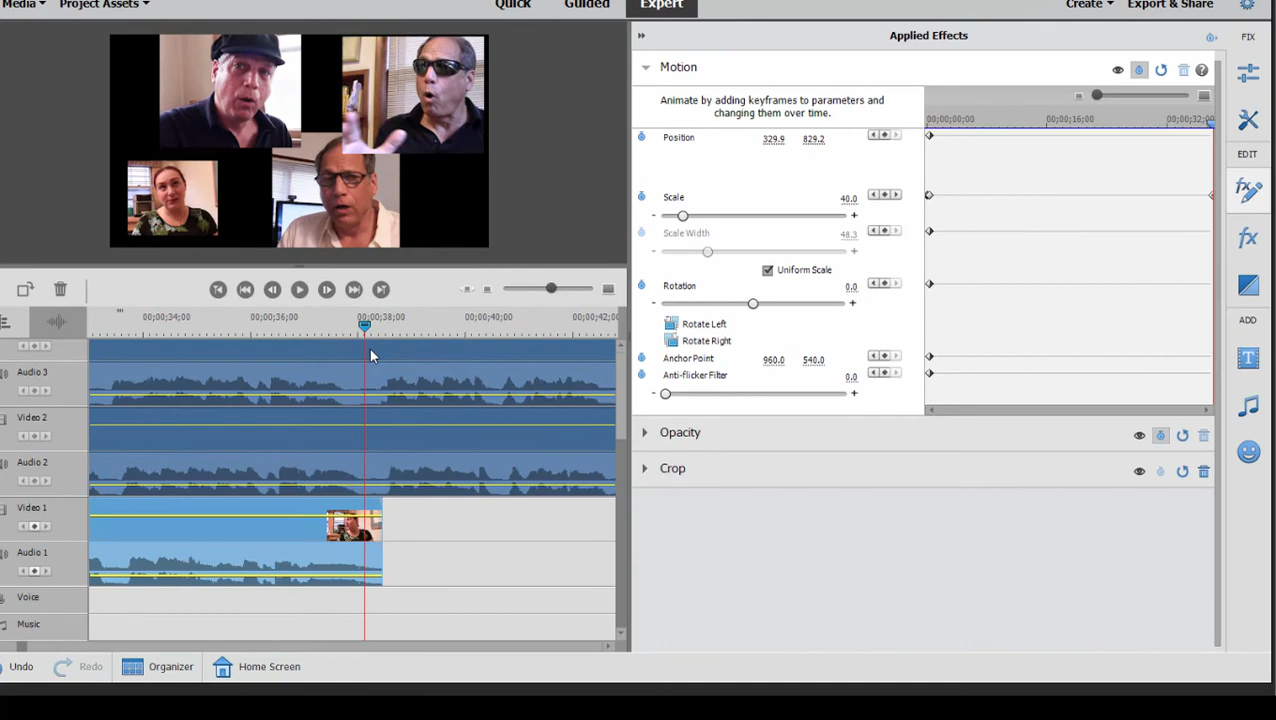 Media Project Assets Quick Guided Expert Create Export & Share
Applied Effects FIX
Motion
Animate by adding keyframes to parameters and
changing them over time.
00;00;00;00 00;00;16;00 00;00;32;00
Position 329.9 829.2
EDIT
Scale 40.0
- +
Scale Width 48.3
- +
Uniform Scale
Rotation 0.0
- +
Rotate Left
Rotate Right
ADD
Anchor Point 960.0 540.0
Anti-flicker Filter 0.0
- +
Opacity
Crop
00;00;34;00 00;00;36;00 00;00;38;00 00;00;40;00 00;00;42;00
Audio 3
Video 2
Audio 2
Video 1
Audio 1
Voice
Music
Undo Redo Organizer Home Screen